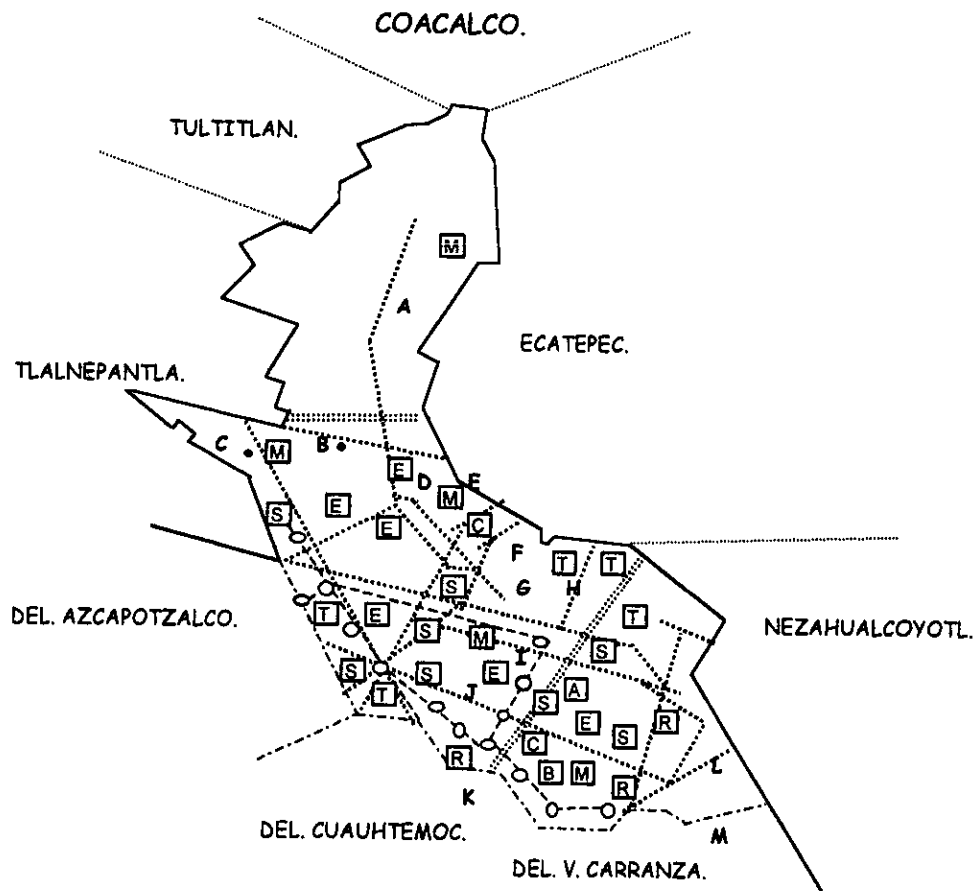 COACALCO.
TULTITLAN.
M
A
ECATEPEC.
TLALNEPANTLA.
C M B
E D E
M
S E E C
F
T T
S G H
DEL. AZCAPOTZALCO.
T E T
NEZAHUALCOYOTL.
S M
S I
S S E
T J A
S
E S R
C
R B M
L
R
K
DEL. CUAUHTEMOC.
M
DEL. V. CARRANZA.